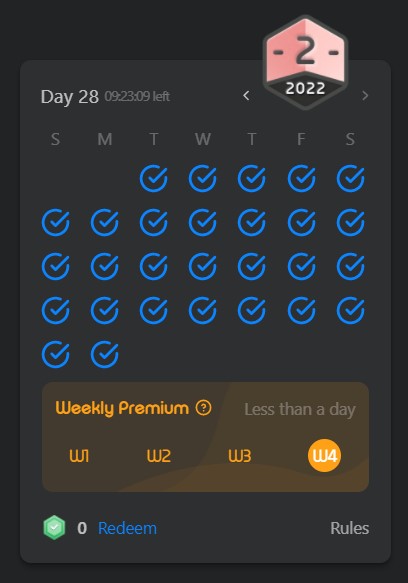 - 2 -
2022
Day 28 09:23:09 left
S M T W T F S
Weekly Premium ? Less than a day
W1 W2 W3 W4
0 Redeem Rules